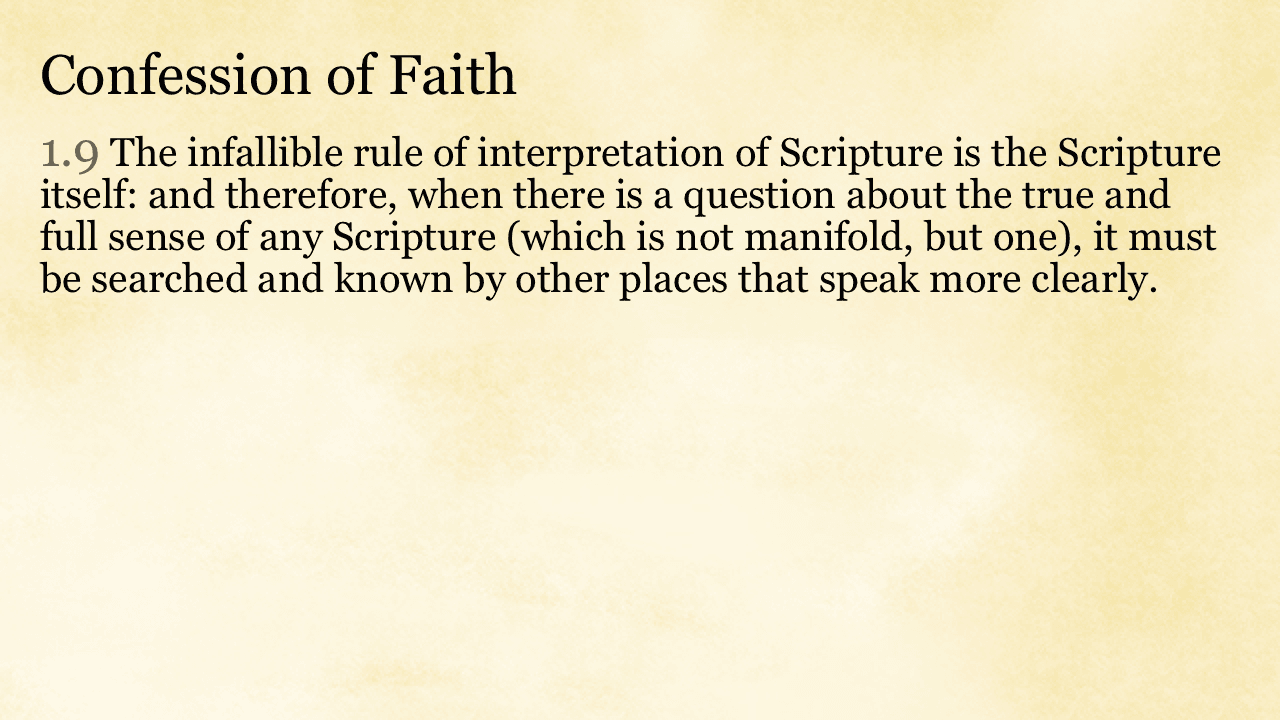 Confession of Faith
1.9 The infallible rule of interpretation of Scripture is the Scripture
itself: and therefore, when there is a question about the true and
full sense of any Scripture (which is not manifold, but one), it must
be searched and known by other places that speak more clearly.